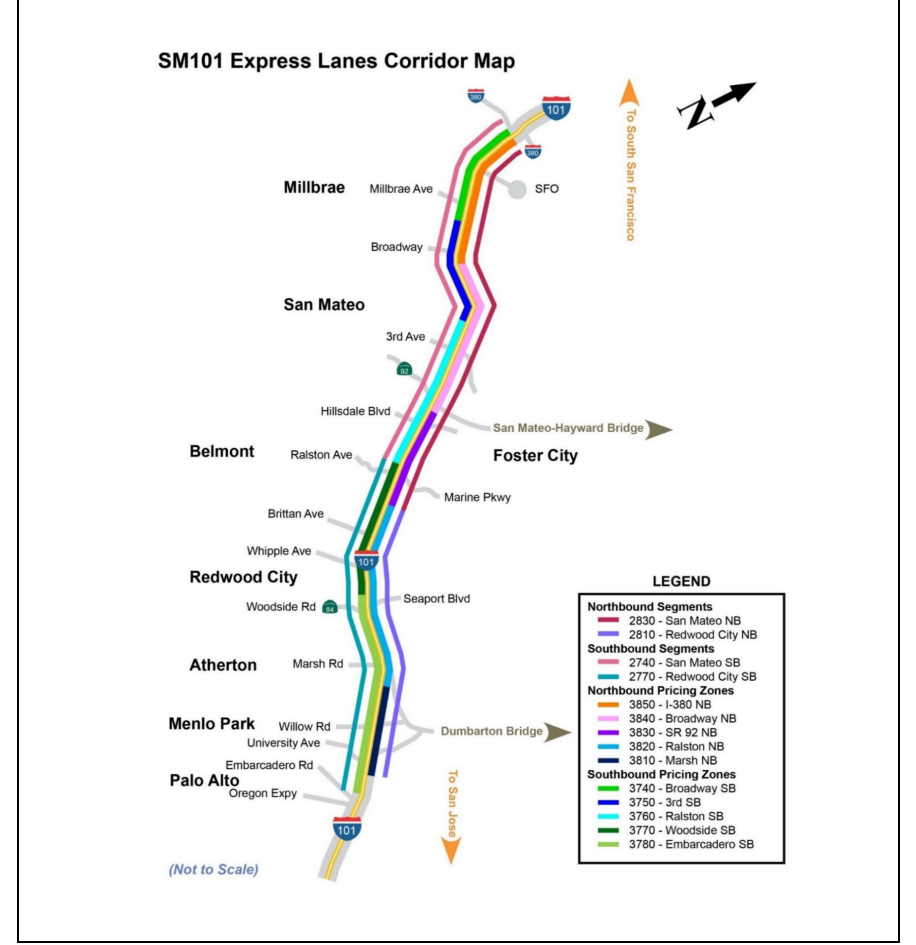 SM101 Express Lanes Corridor Map
380
101
N
To South San Francisco
380
Millbrae
Millbrae Ave
SFO
Broadway
San Mateo
3rd Ave
92
Hillsdale Blvd
San Mateo-Hayward Bridge
Belmont
Ralston Ave
Foster City
Marine Pkwy
Brittan Ave
Whipple Ave
101
Redwood City
Woodside Rd
84
Seaport Blvd
Atherton
Marsh Rd
Menlo Park
Willow Rd
Dumbarton Bridge
University Ave
Embarcadero Rd
Palo Alto
Oregon Expy
To San Jose
101
(Not to Scale)
LEGEND
Northbound Segments
2830 - San Mateo NB
2810 - Redwood City NB
Southbound Segments
2740 - San Mateo SB
2770 - Redwood City SB
Northbound Pricing Zones
3850 - I-380 NB
3840 - Broadway NB
3830 - SR 92 NB
3820 - Ralston NB
3810 - Marsh NB
Southbound Pricing Zones
3740 - Broadway SB
3750 - 3rd SB
3760 - Ralston SB
3770 - Woodside SB
3780 - Embarcadero SB